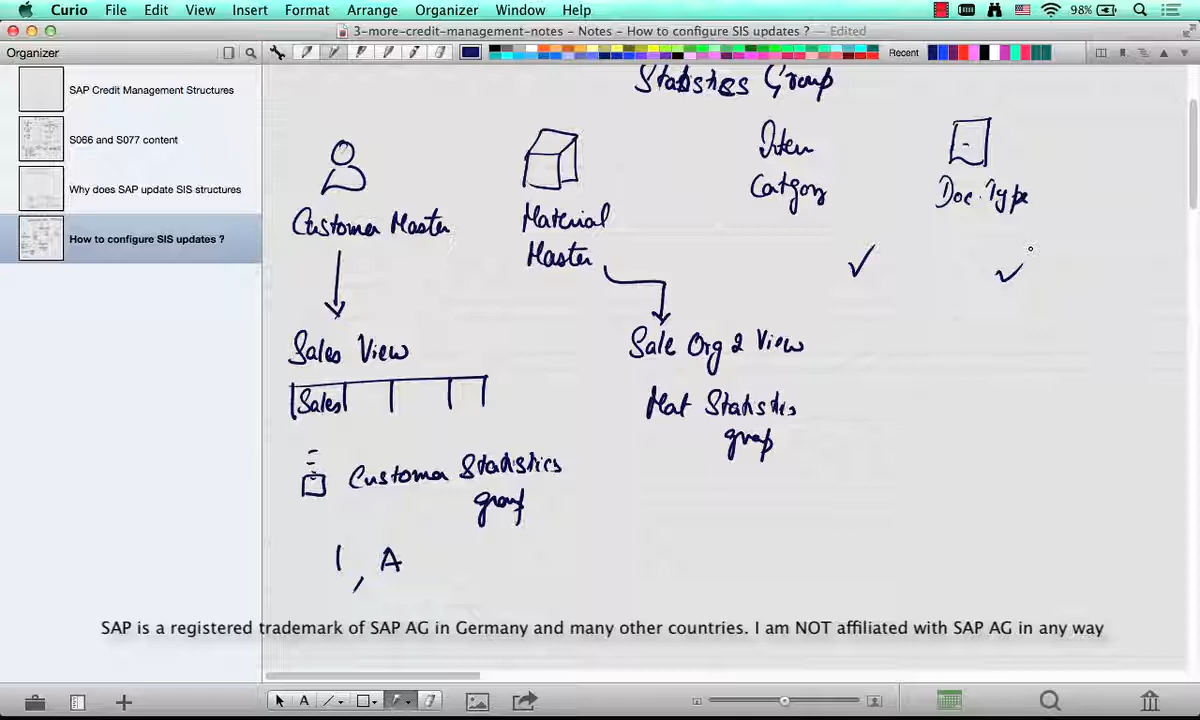 Curio File Edit View Insert Format Arrange Organizer Window Help 98%
3-more-credit-management-notes - Notes - How to configure SIS updates ? — Edited
Organizer
Recent
SAP Credit Management Structures
S066 and S077 content
Why does SAP update SIS structures
How to configure SIS updates ?
Statistics Group
Customer Master
Material
Master
Item
Catgory
Doc. Type
Sales View
Sales
Customer Statistics
group
1, A
Sale Org 2 View
Mat Statistis
group
SAP is a registered trademark of SAP AG in Germany and many other countries. I am NOT affiliated with SAP AG in any way
A